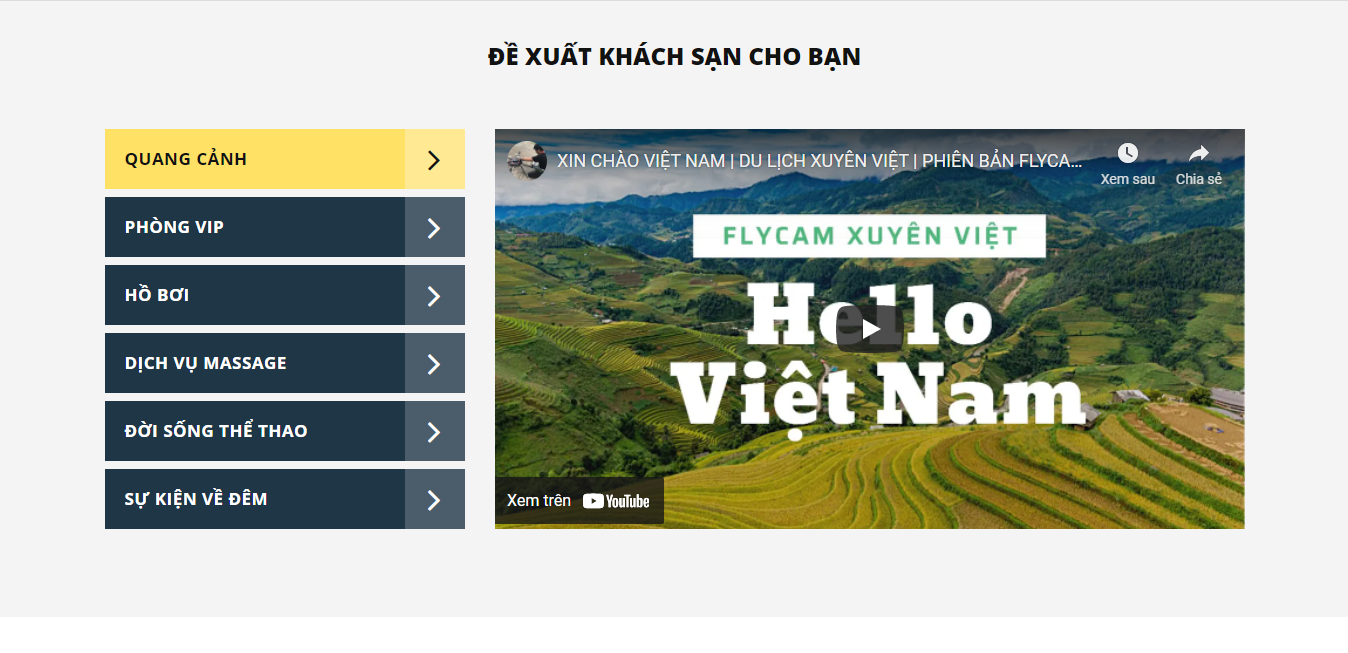 ĐỀ XUẤT KHÁCH SẠN CHO BẠN
QUANG CẢNH
PHÒNG VIP
HỒ BƠI
DỊCH VỤ MASSAGE
ĐỜI SỐNG THỂ THAO
SỰ KIỆN VỀ ĐÊM
XIN CHÀO VIỆT NAM | DU LỊCH XUYÊN VIỆT | PHIÊN BẢN FLYCA...
Xem sau
Chia sẻ
FLYCAM XUYÊN VIỆT
Hello
Việt Nam
Xem trên YouTube